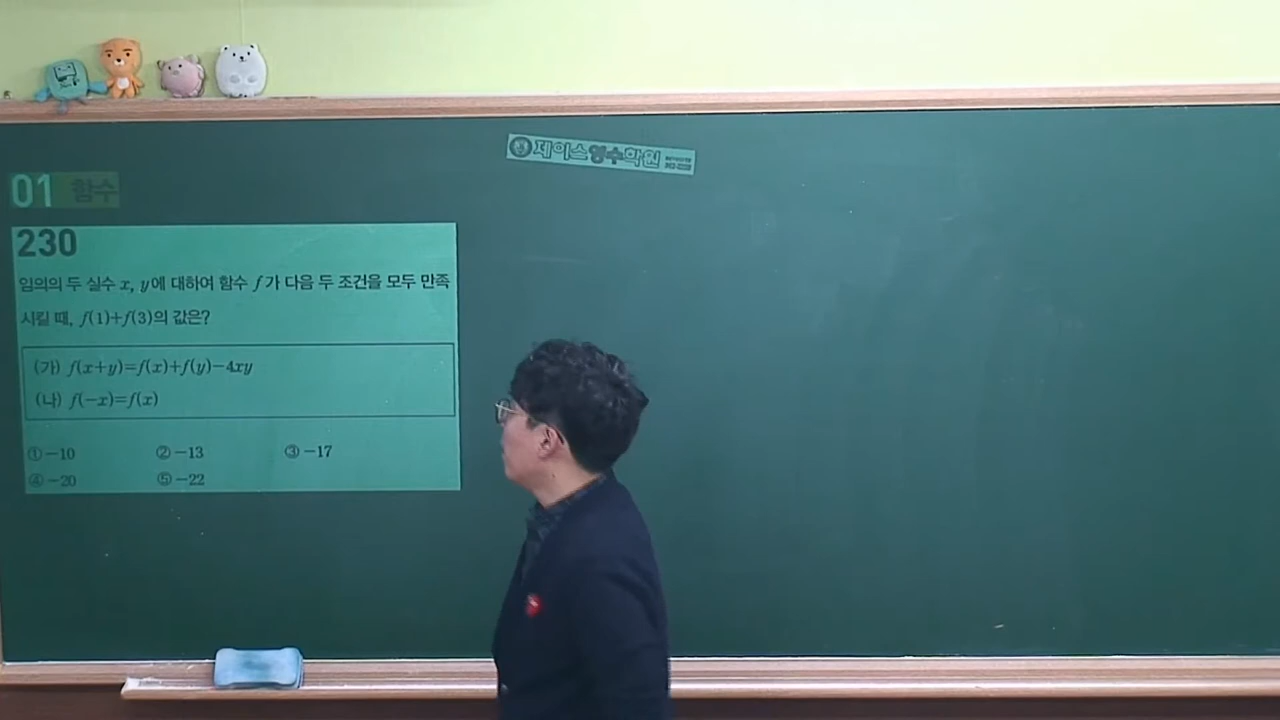 제이스영수학원
01 함수
230
임의의 두 실수 x, y에 대하여 함수 f가 다음 두 조건을 모두 만족
시킬 때, f(1)+f(3)의 값은?
(가) f(x+y)=f(x)+f(y)-4xy
(나) f(-x)=f(x)
① -10 ② -13 ③ -17
④ -20 ⑤ -22